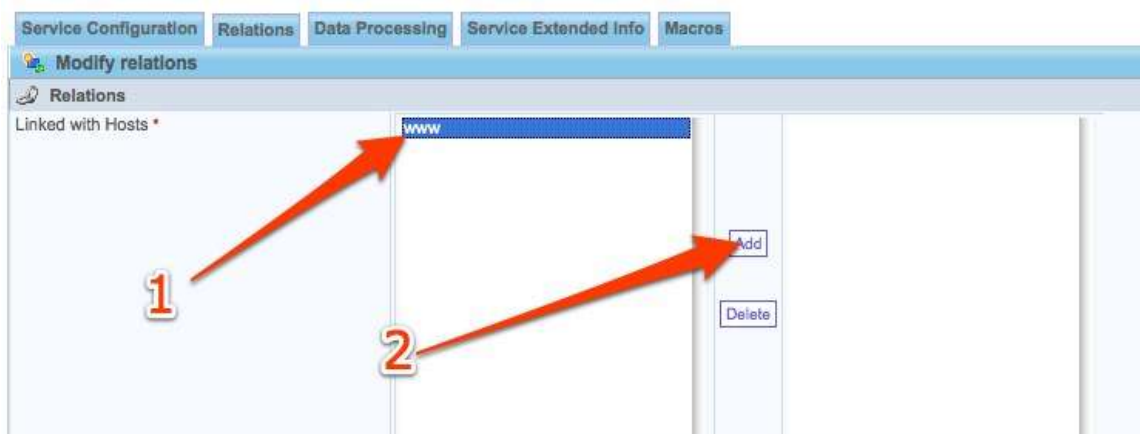 Service Configuration Relations Data Processing Service Extended Info Macros
Modify relations
Relations
Linked with Hosts *
www
Add
1
2
Delete